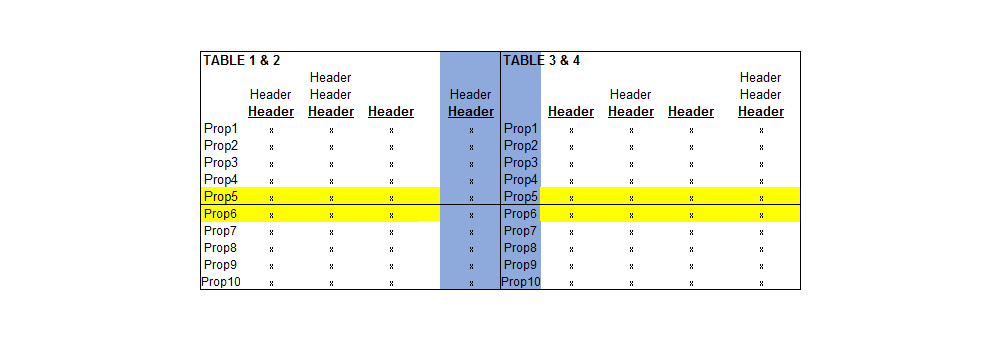 TABLE 1 & 2 TABLE 3 & 4
Header Header
Header Header Header Header Header
Header Header Header Header Header Header Header Header
Prop1 x x x x Prop1 x x x x
Prop2 x x x x Prop2 x x x x
Prop3 x x x x Prop3 x x x x
Prop4 x x x x Prop4 x x x x
Prop5 x x x x Prop5 x x x x
Prop6 x x x x Prop6 x x x x
Prop7 x x x x Prop7 x x x x
Prop8 x x x x Prop8 x x x x
Prop9 x x x x Prop9 x x x x
Prop10 x x x x Prop10 x x x x